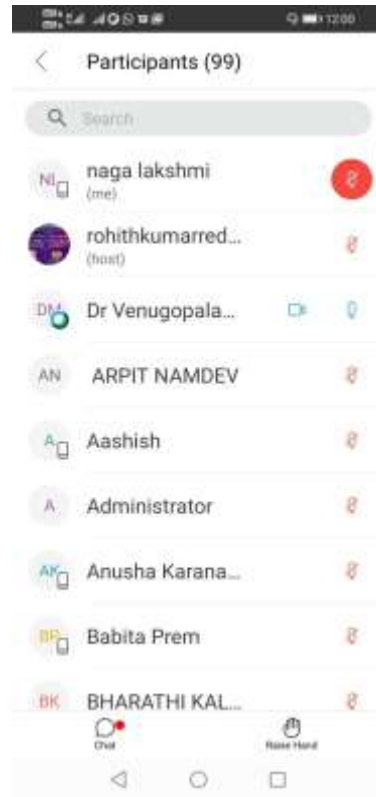 12:00
Participants (99)
Search
NL naga lakshmi
(me)
rohithkumarred...
(host)
DM Dr Venugopala...
AN ARPIT NAMDEV
A Aashish
A Administrator
AK Anusha Karana...
BP Babita Prem
BK BHARATHI KAL...
Chat Raise Hand